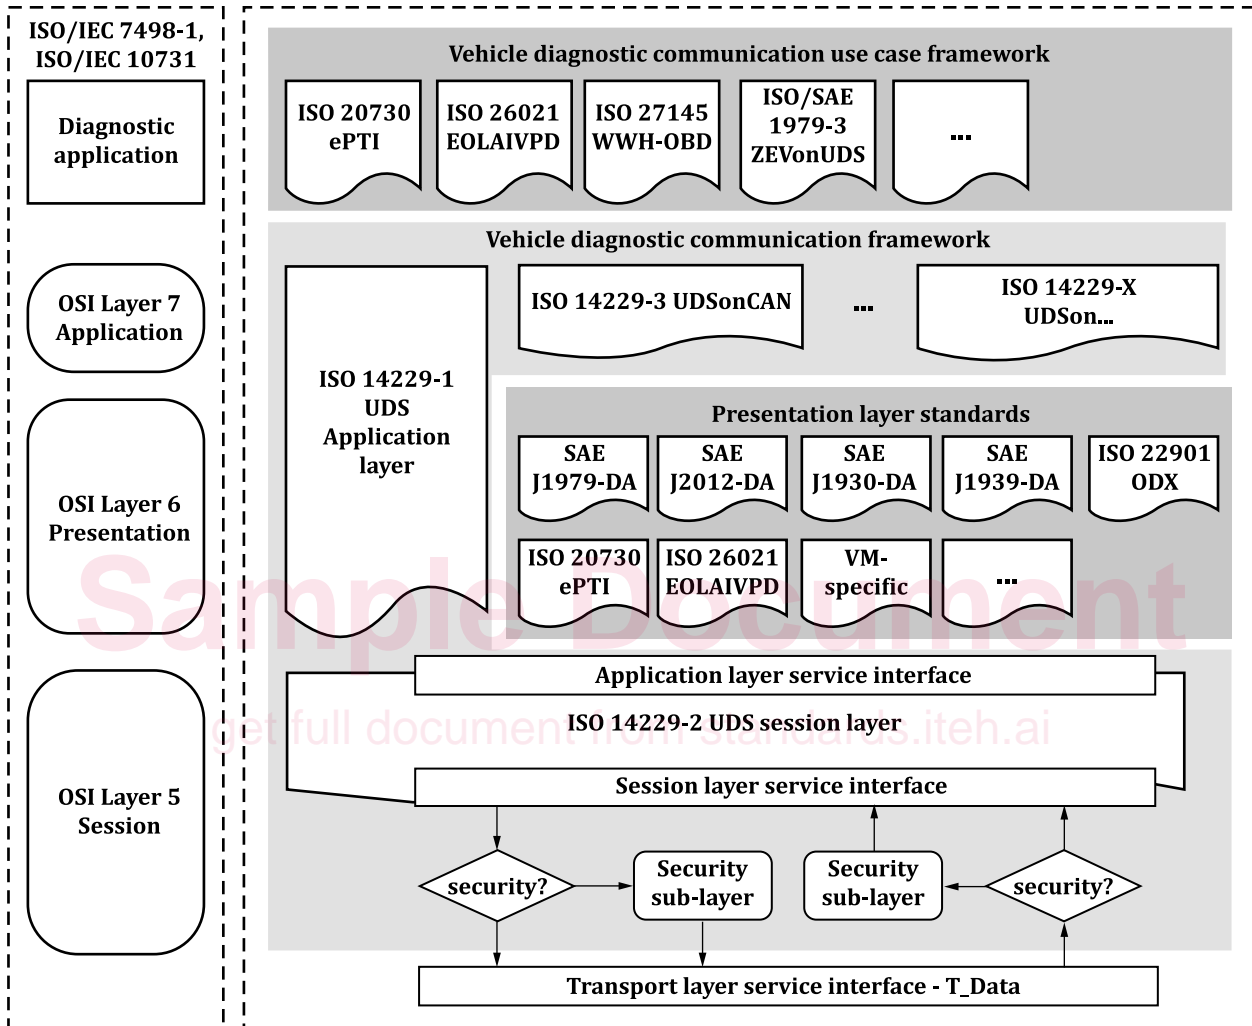 ISO/IEC 7498-1,
ISO/IEC 10731
Diagnostic
application
OSI Layer 7
Application
OSI Layer 6
Presentation
OSI Layer 5
Session
Vehicle diagnostic communication use case framework
ISO 20730
ePTI
ISO 26021
EOLAIVPD
ISO 27145
WWH-OBD
ISO/SAE
1979-3
ZEVonUDS
...
Vehicle diagnostic communication framework
ISO 14229-1
UDS
Application
layer
ISO 14229-3 UDSonCAN
...
ISO 14229-X
UDSon...
Presentation layer standards
SAE
J1979-DA
SAE
J2012-DA
SAE
J1930-DA
SAE
J1939-DA
ISO 22901
ODX
ISO 20730
ePTI
ISO 26021
EOLAIVPD
VM-
specific
...
Sample Document
get full document from standards.iteh.ai
Application layer service interface
ISO 14229-2 UDS session layer
Session layer service interface
security?
Security
sub-layer
Security
sub-layer
security?
Transport layer service interface - T_Data